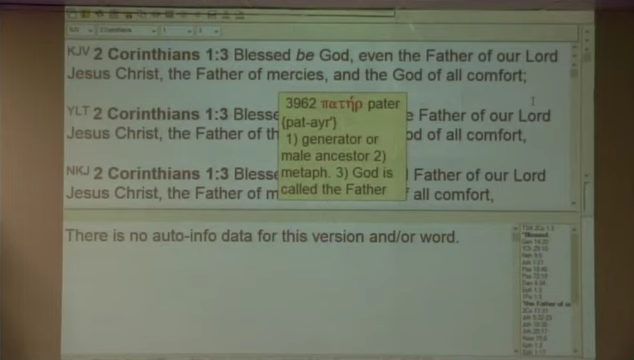 KJV 2 Corinthians 1:3 Blessed be God, even the Father of our Lord
Jesus Christ, the Father of mercies, and the God of all comfort;
YLT 2 Corinthians 1:3 Blesse
e Father of our Lord
Jesus Christ, the Father of th
od of all comfort,
NKJ 2 Corinthians 1:3 Blesse
Father of our Lord
Jesus Christ, the Father of m
all comfort,
3962 πατήρ pater
{pat-ayr'}
1) generator or
male ancestor 2)
metaph. 3) God is
called the Father
There is no auto-info data for this version and/or word.